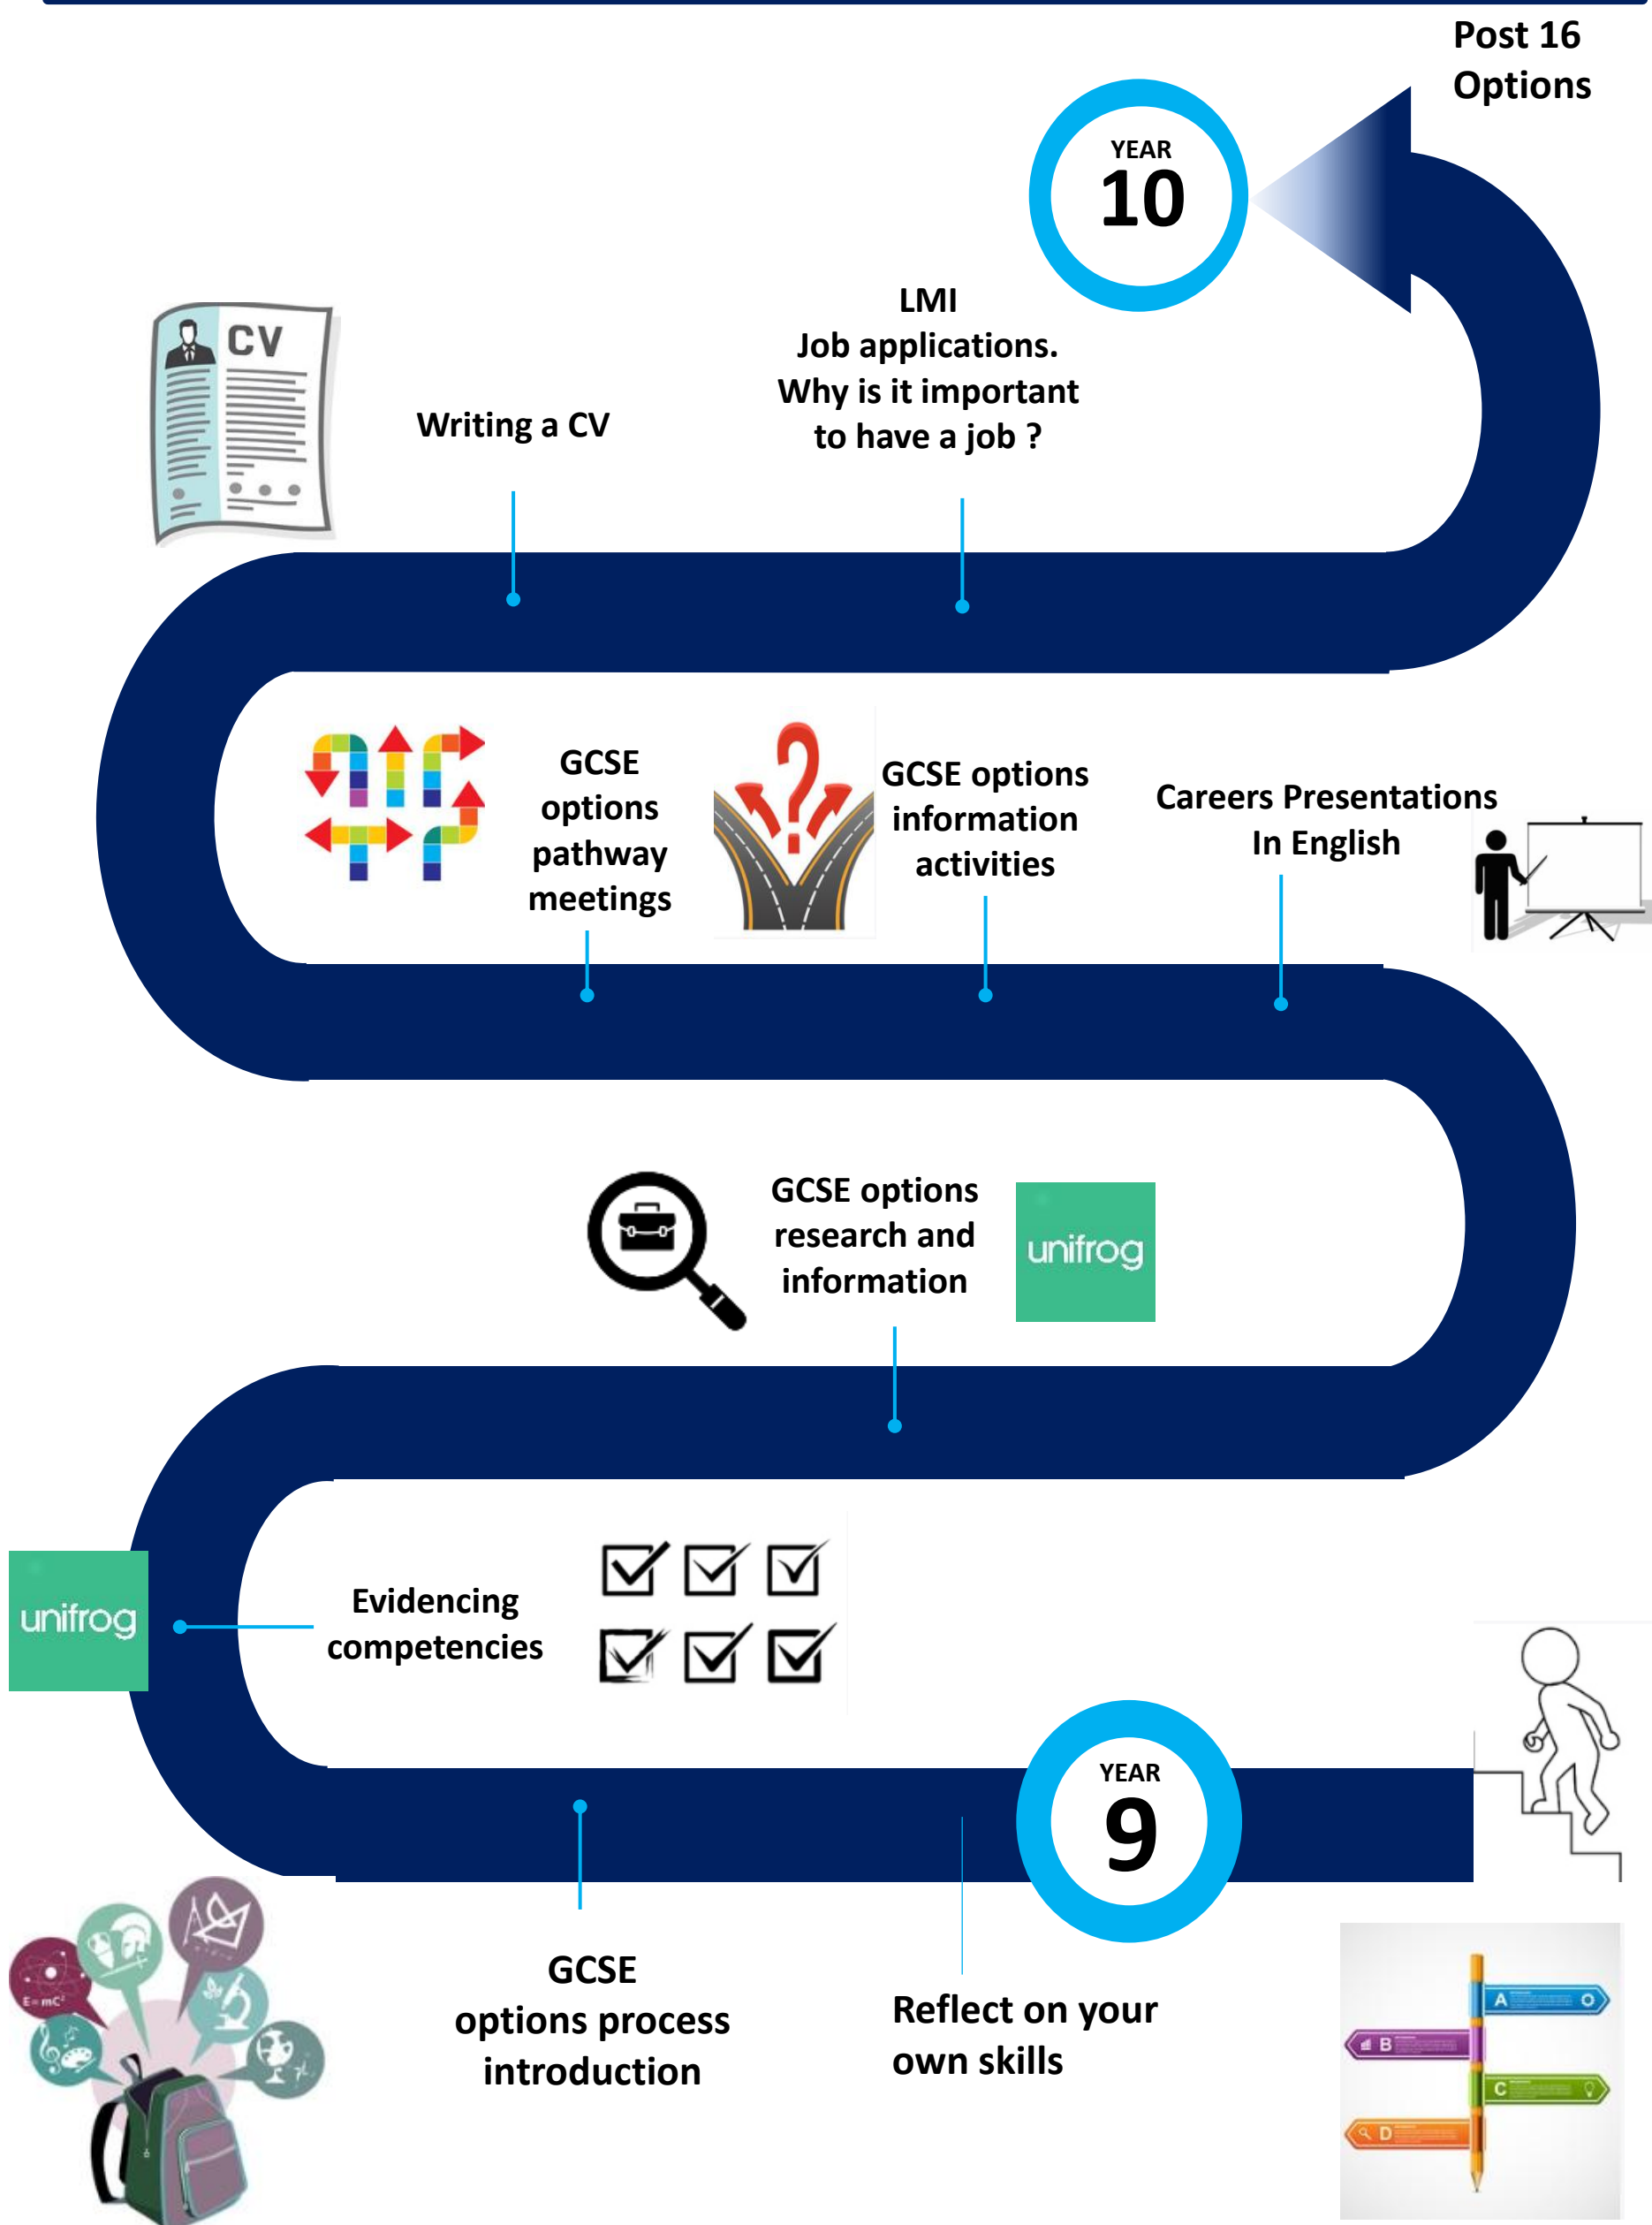 Post 16
Options
YEAR
10
LMI
Job applications.
Why is it important
to have a job ?
CV
Writing a CV
GCSE
options
pathway
meetings
?
GCSE options
information
activities
Careers Presentations
In English
GCSE options
research and
information
unifrog
unifrog
Evidencing
competencies
YEAR
9
E=mC²
GCSE
options process
introduction
Reflect on your
own skills
A
B
C
D